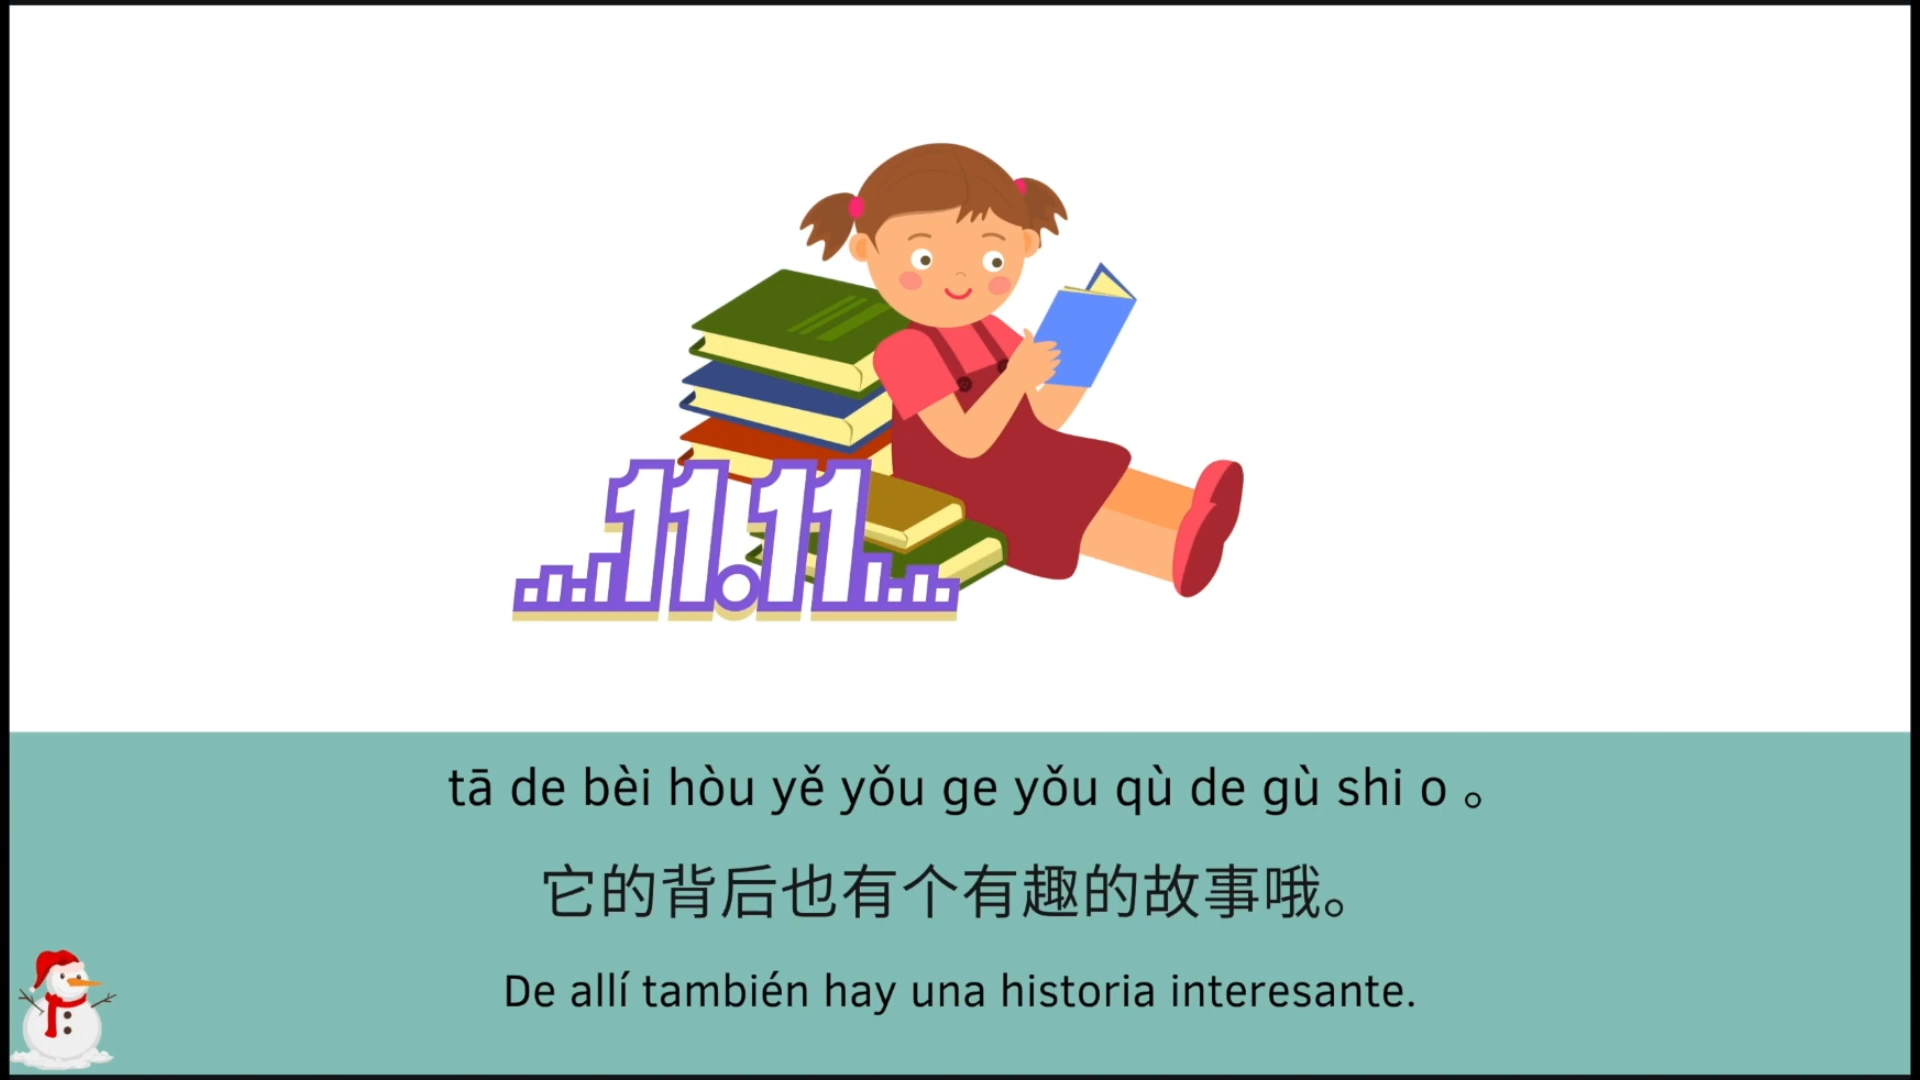 11.11
tā de bèi hòu yě yǒu ge yǒu qù de gù shi o 。
它的背后也有个有趣的故事哦。
De allí también hay una historia interesante.